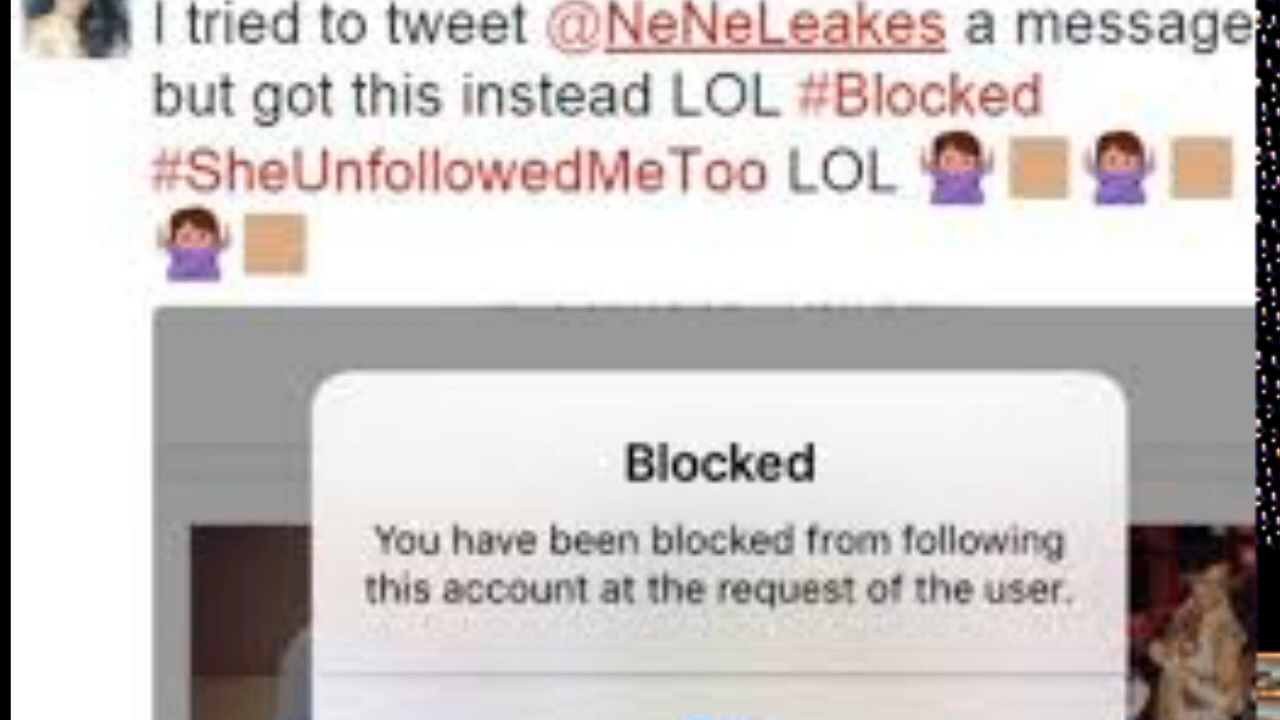 I tried to tweet @NeNeLeakes a message
but got this instead LOL #Blocked
#SheUnfollowedMeToo LOL 🤷🏽🤷🏽
🤷🏽
Blocked
You have been blocked from following
this account at the request of the user.